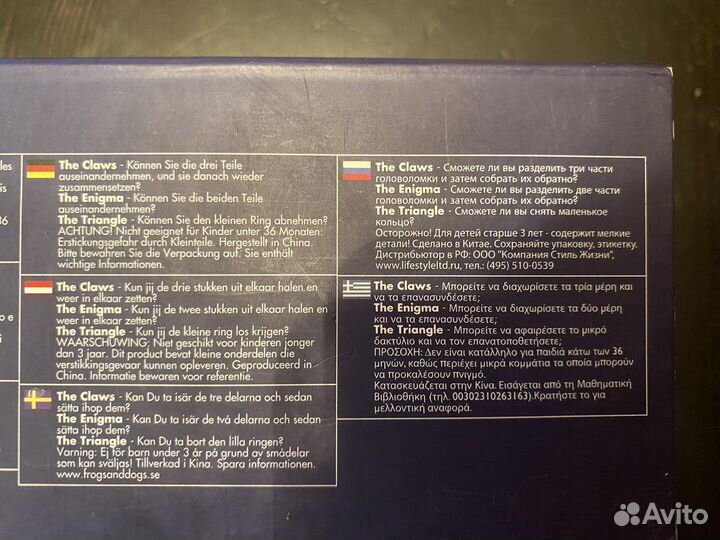 les
is
36
o e
The Claws - Können Sie die drei Teile
auseinandernehmen, und sie danach wieder
zusammensetzen?
The Enigma - Können Sie die beiden Teile
auseinandernehmen?
The Triangle - Können Sie den kleinen Ring abnehmen?
ACHTUNG! Nicht geeignet für Kinder unter 36 Monaten:
Erstickungsgefahr durch Kleinteile. Hergestellt in China.
Bitte bewahren Sie die Verpackung auf. Sie enthält
wichtige Informationen.
The Claws - Kun jij de drie stukken uit elkaar halen en
weer in elkaar zetten?
The Enigma - Kun jij de twee stukken uit elkaar halen en
weer in elkaar zetten?
The Triangle - Kun jij de kleine ring los krijgen?
WAARSCHUWING: Niet geschikt voor kinderen jonger
dan 3 jaar. Dit product bevat kleine onderdelen die
verstikkingsgevaar kunnen opleveren. Geproduceerd in
China. Informatie bewaren voor referentie.
The Claws - Kan Du ta isär de tre delarna och sedan
sätta ihop dem?
The Enigma - Kan Du ta isär de två delarna och sedan
sätta ihop dem?
The Triangle - Kan Du ta bort den lilla ringen?
Varning: Ej för barn under 3 år på grund av smådelar
som kan sväljas! Tillverkad i Kina. Spara informationen.
www.frogsanddogs.se
The Claws - Сможете ли вы разделить три части
головоломки и затем собрать их обратно?
The Enigma - Сможете ли вы разделить две части
головоломки и затем собрать их обратно?
The Triangle - Сможете ли вы снять маленькое
кольцо?
Осторожно! Для детей старше 3 лет - содержит мелкие
детали! Сделано в Китае. Сохраняйте упаковку, этикетку.
Дистрибьютор в РФ: ООО "Компания Стиль Жизни",
www.lifestyleltd.ru, тел.: (495) 510-0539
The Claws - Μπορείτε να διαχωρίσετε τα τρία μέρη και
να τα επανασυνδέσετε;
The Enigma - Μπορείτε να διαχωρίσετε τα δύο μέρη
και να τα επανασυνδέσετε;
The Triangle - Μπορείτε να αφαιρέσετε το μικρό
δακτύλιο και να τον επανατοποθετήσετε;
ΠΡΟΣΟΧΗ: Δεν είναι κατάλληλο για παιδιά κάτω των 36
μηνών, καθώς περιέχει μικρά κομμάτια τα οποία μπορούν
να προκαλέσουν πνιγμό.
Κατασκευάζεται στην Κίνα. Εισάγεται από τη Μαθηματική
Βιβλιοθήκη (τηλ. 00302310263163).Κρατήστε το για
μελλοντική αναφορά.
Avito